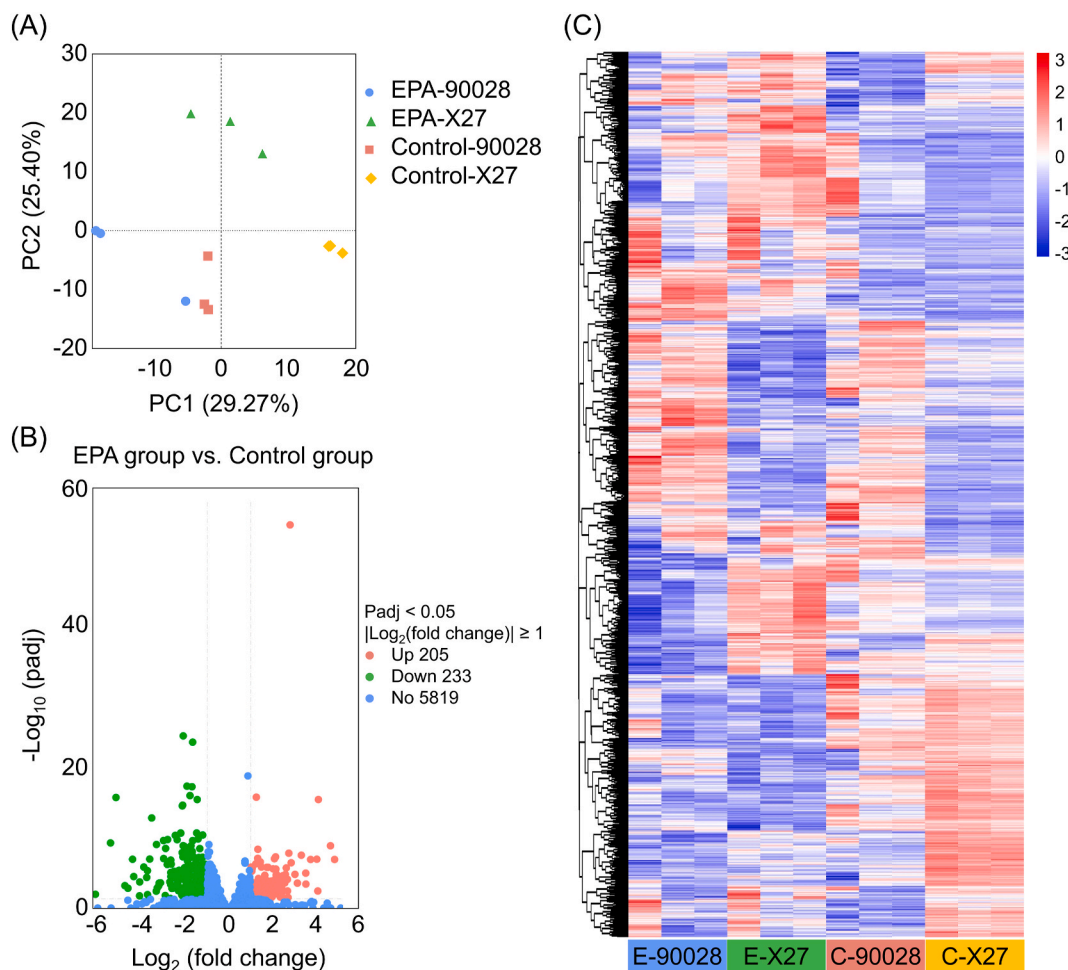 (A)
30
20
10
0
-10
-20
PC2 (25.40%)
-10
0
10
20
PC1 (29.27%)
EPA-90028
EPA-X27
Control-90028
Control-X27
(B)
EPA group vs. Control group
60
40
20
0
-Log10 (padj)
-6
-4
-2
0
2
4
6
Log2 (fold change)
Padj < 0.05
|Log2(fold change)| ≥ 1
Up 205
Down 233
No 5819
(C)
3
2
1
0
-1
-2
-3
E-90028
E-X27
C-90028
C-X27